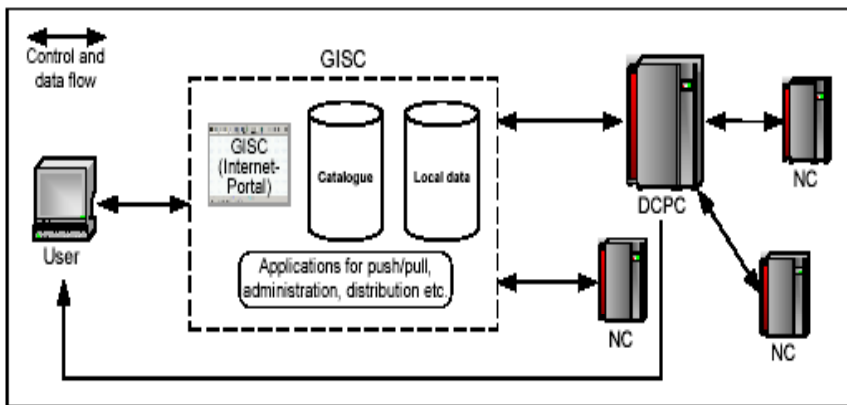 Control and
data flow
GISC
GISC
(Internet-
Portal)
Catalogue
Local data
Applications for push/pull,
administration, distribution etc.
User
DCPC
NC
NC
NC